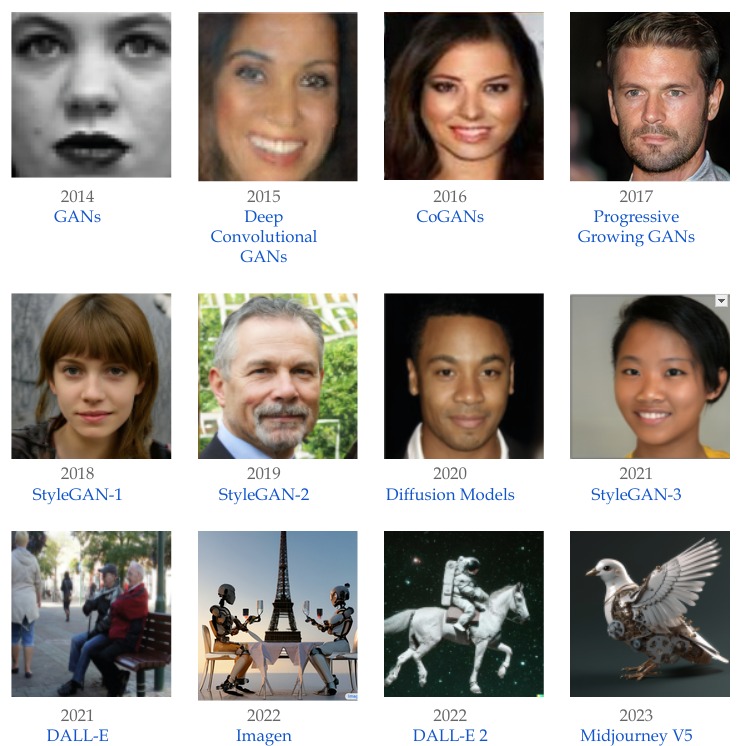 2014
GANs
2015
Deep
Convolutional
GANs
2016
CoGANs
2017
Progressive
Growing GANs
2018
StyleGAN-1
2019
StyleGAN-2
2020
Diffusion Models
2021
StyleGAN-3
2021
DALL-E
2022
Imagen
2022
DALL-E 2
2023
Midjourney V5